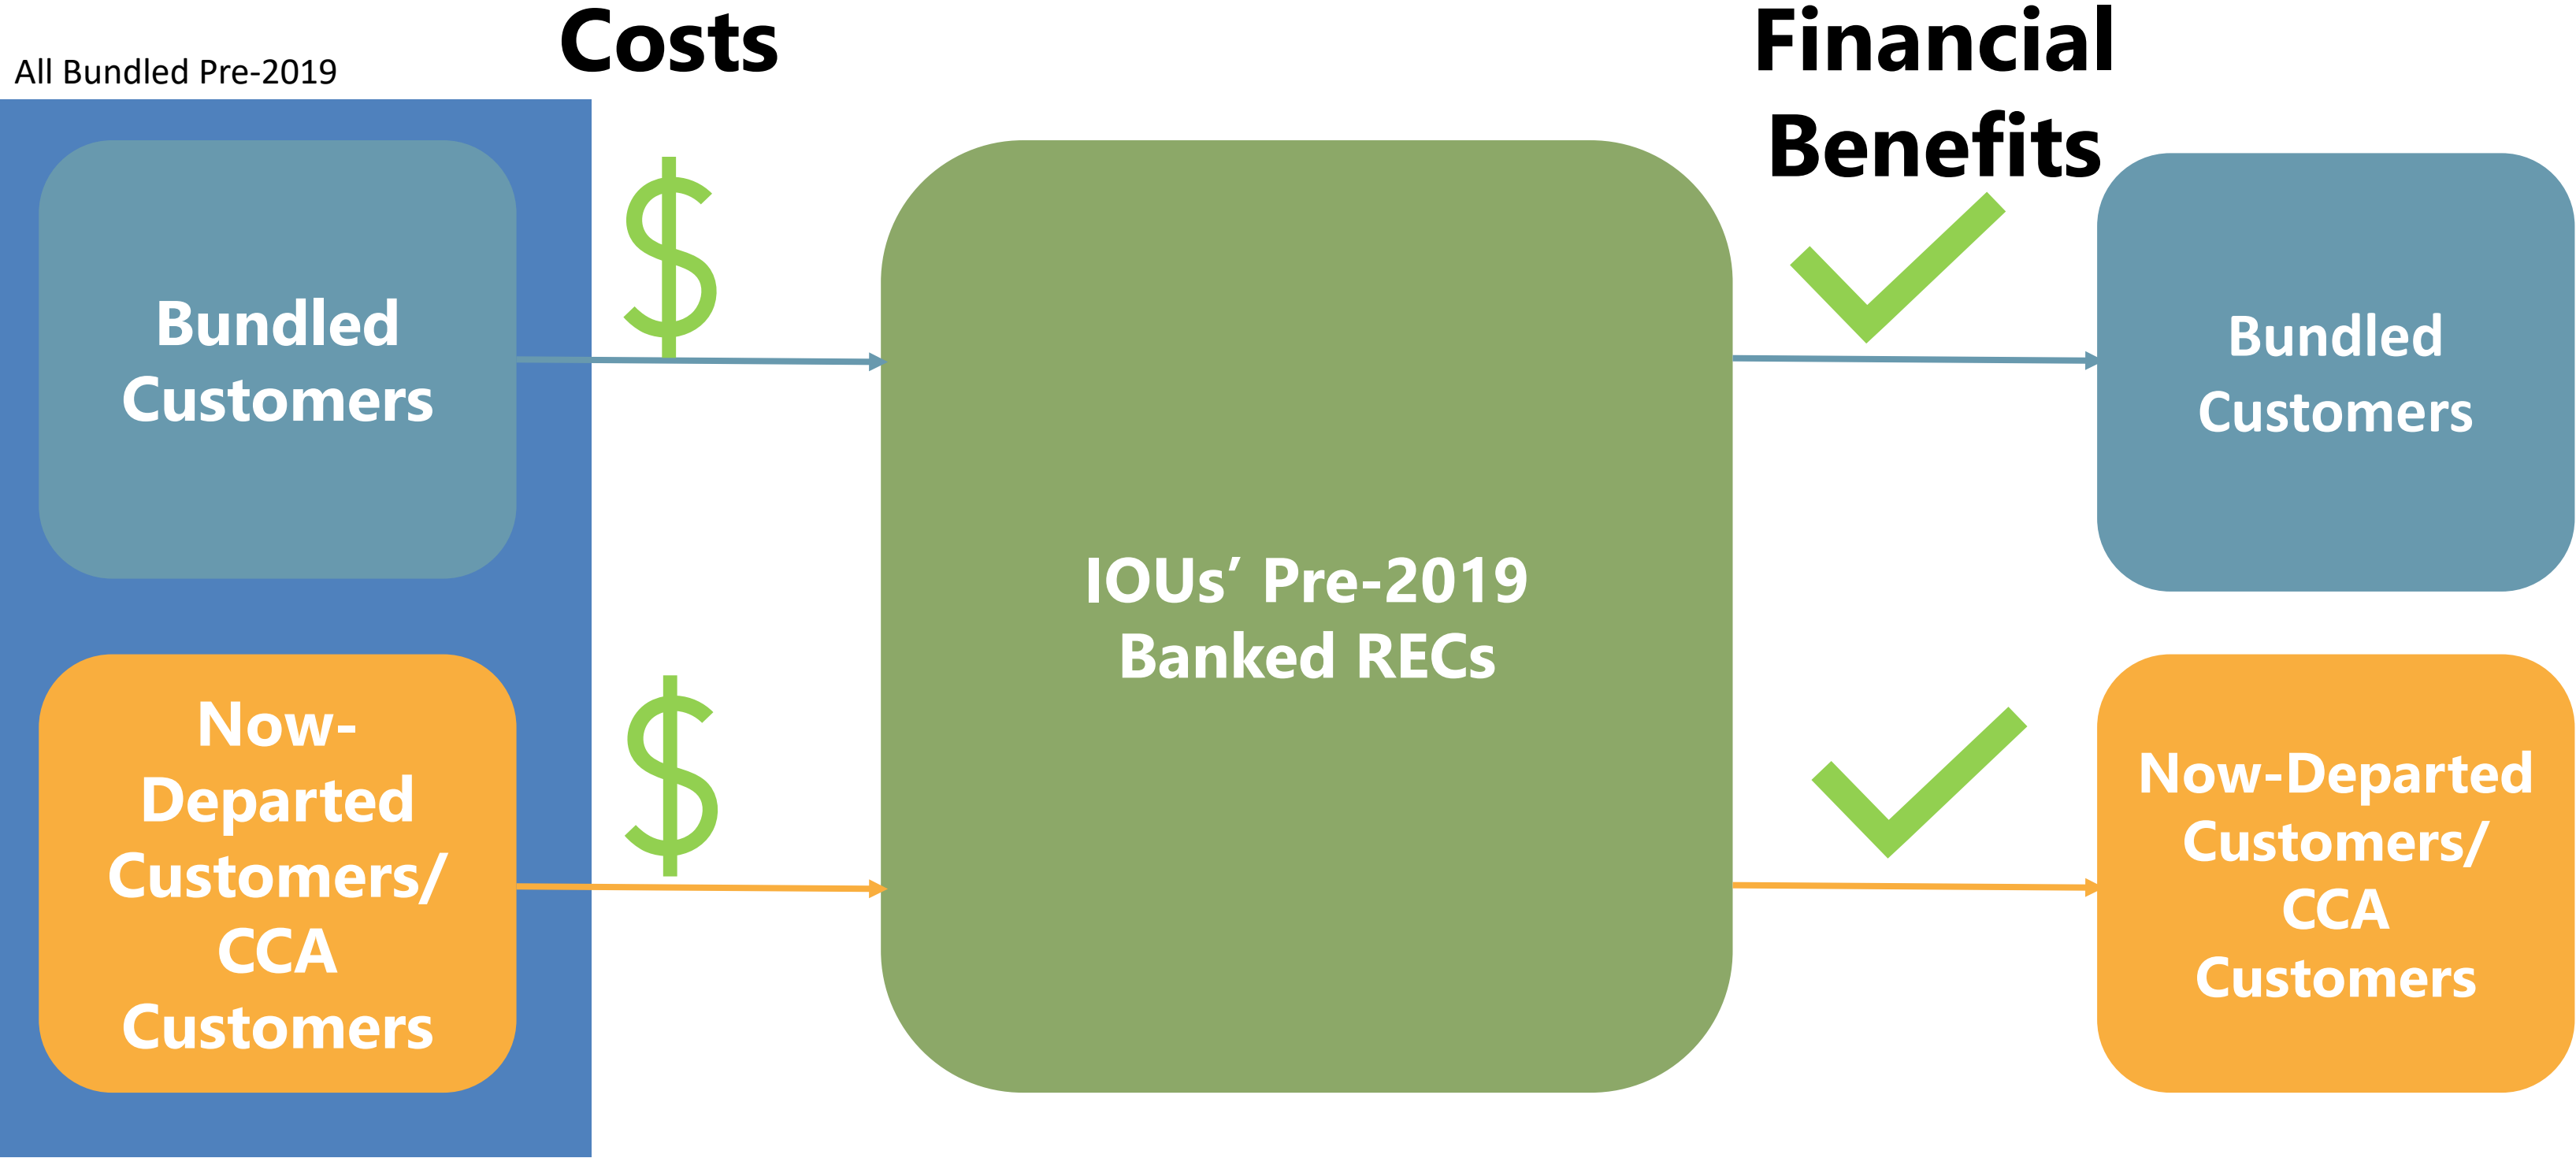 All Bundled Pre-2019
Costs
Financial
Benefits
Bundled
Customers
Now-
Departed
Customers/
CCA
Customers
IOUs’ Pre-2019
Banked RECs
Bundled
Customers
Now-Departed
Customers/
CCA
Customers